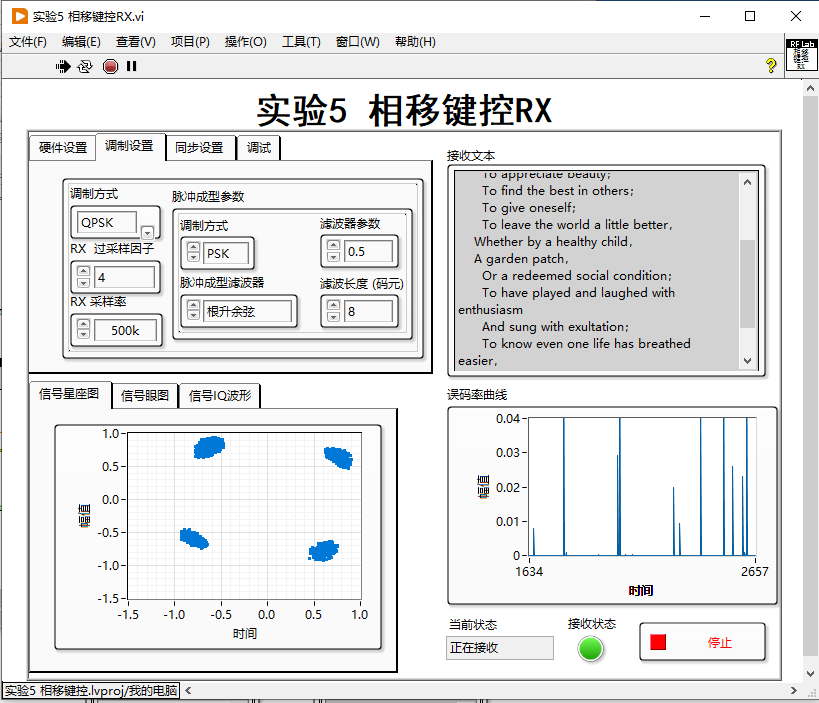 实验5 相移键控RX.vi
文件(F) 编辑(E) 查看(V) 项目(P) 操作(O) 工具(T) 窗口(W) 帮助(H)
RF Lab
相移
键控
RX
实验5 相移键控RX
硬件设置 调制设置 同步设置 调试
调制方式
QPSK
RX 过采样因子
4
RX 采样率
500k
脉冲成型参数
调制方式
PSK
滤波器参数
0.5
脉冲成型滤波器
根升余弦
滤波长度 (码元)
8
接收文本
To appreciate beauty;
To find the best in others;
To give oneself;
To leave the world a little better,
Whether by a healthy child,
A garden patch,
Or a redeemed social condition;
To have played and laughed with
enthusiasm
And sung with exultation;
To know even one life has breathed
easier,
信号星座图 信号眼图 信号IQ波形
幅值
1.0
0.5
0.0
-0.5
-1.0
-1.5
-1.5 -1.0 -0.5 0.0 0.5 1.0
时间
误码率曲线
幅值
0.04
0.03
0.02
0.01
0
1634 2657
时间
当前状态
正在接收
接收状态
停止
实验5 相移键控.lvproj/我的电脑